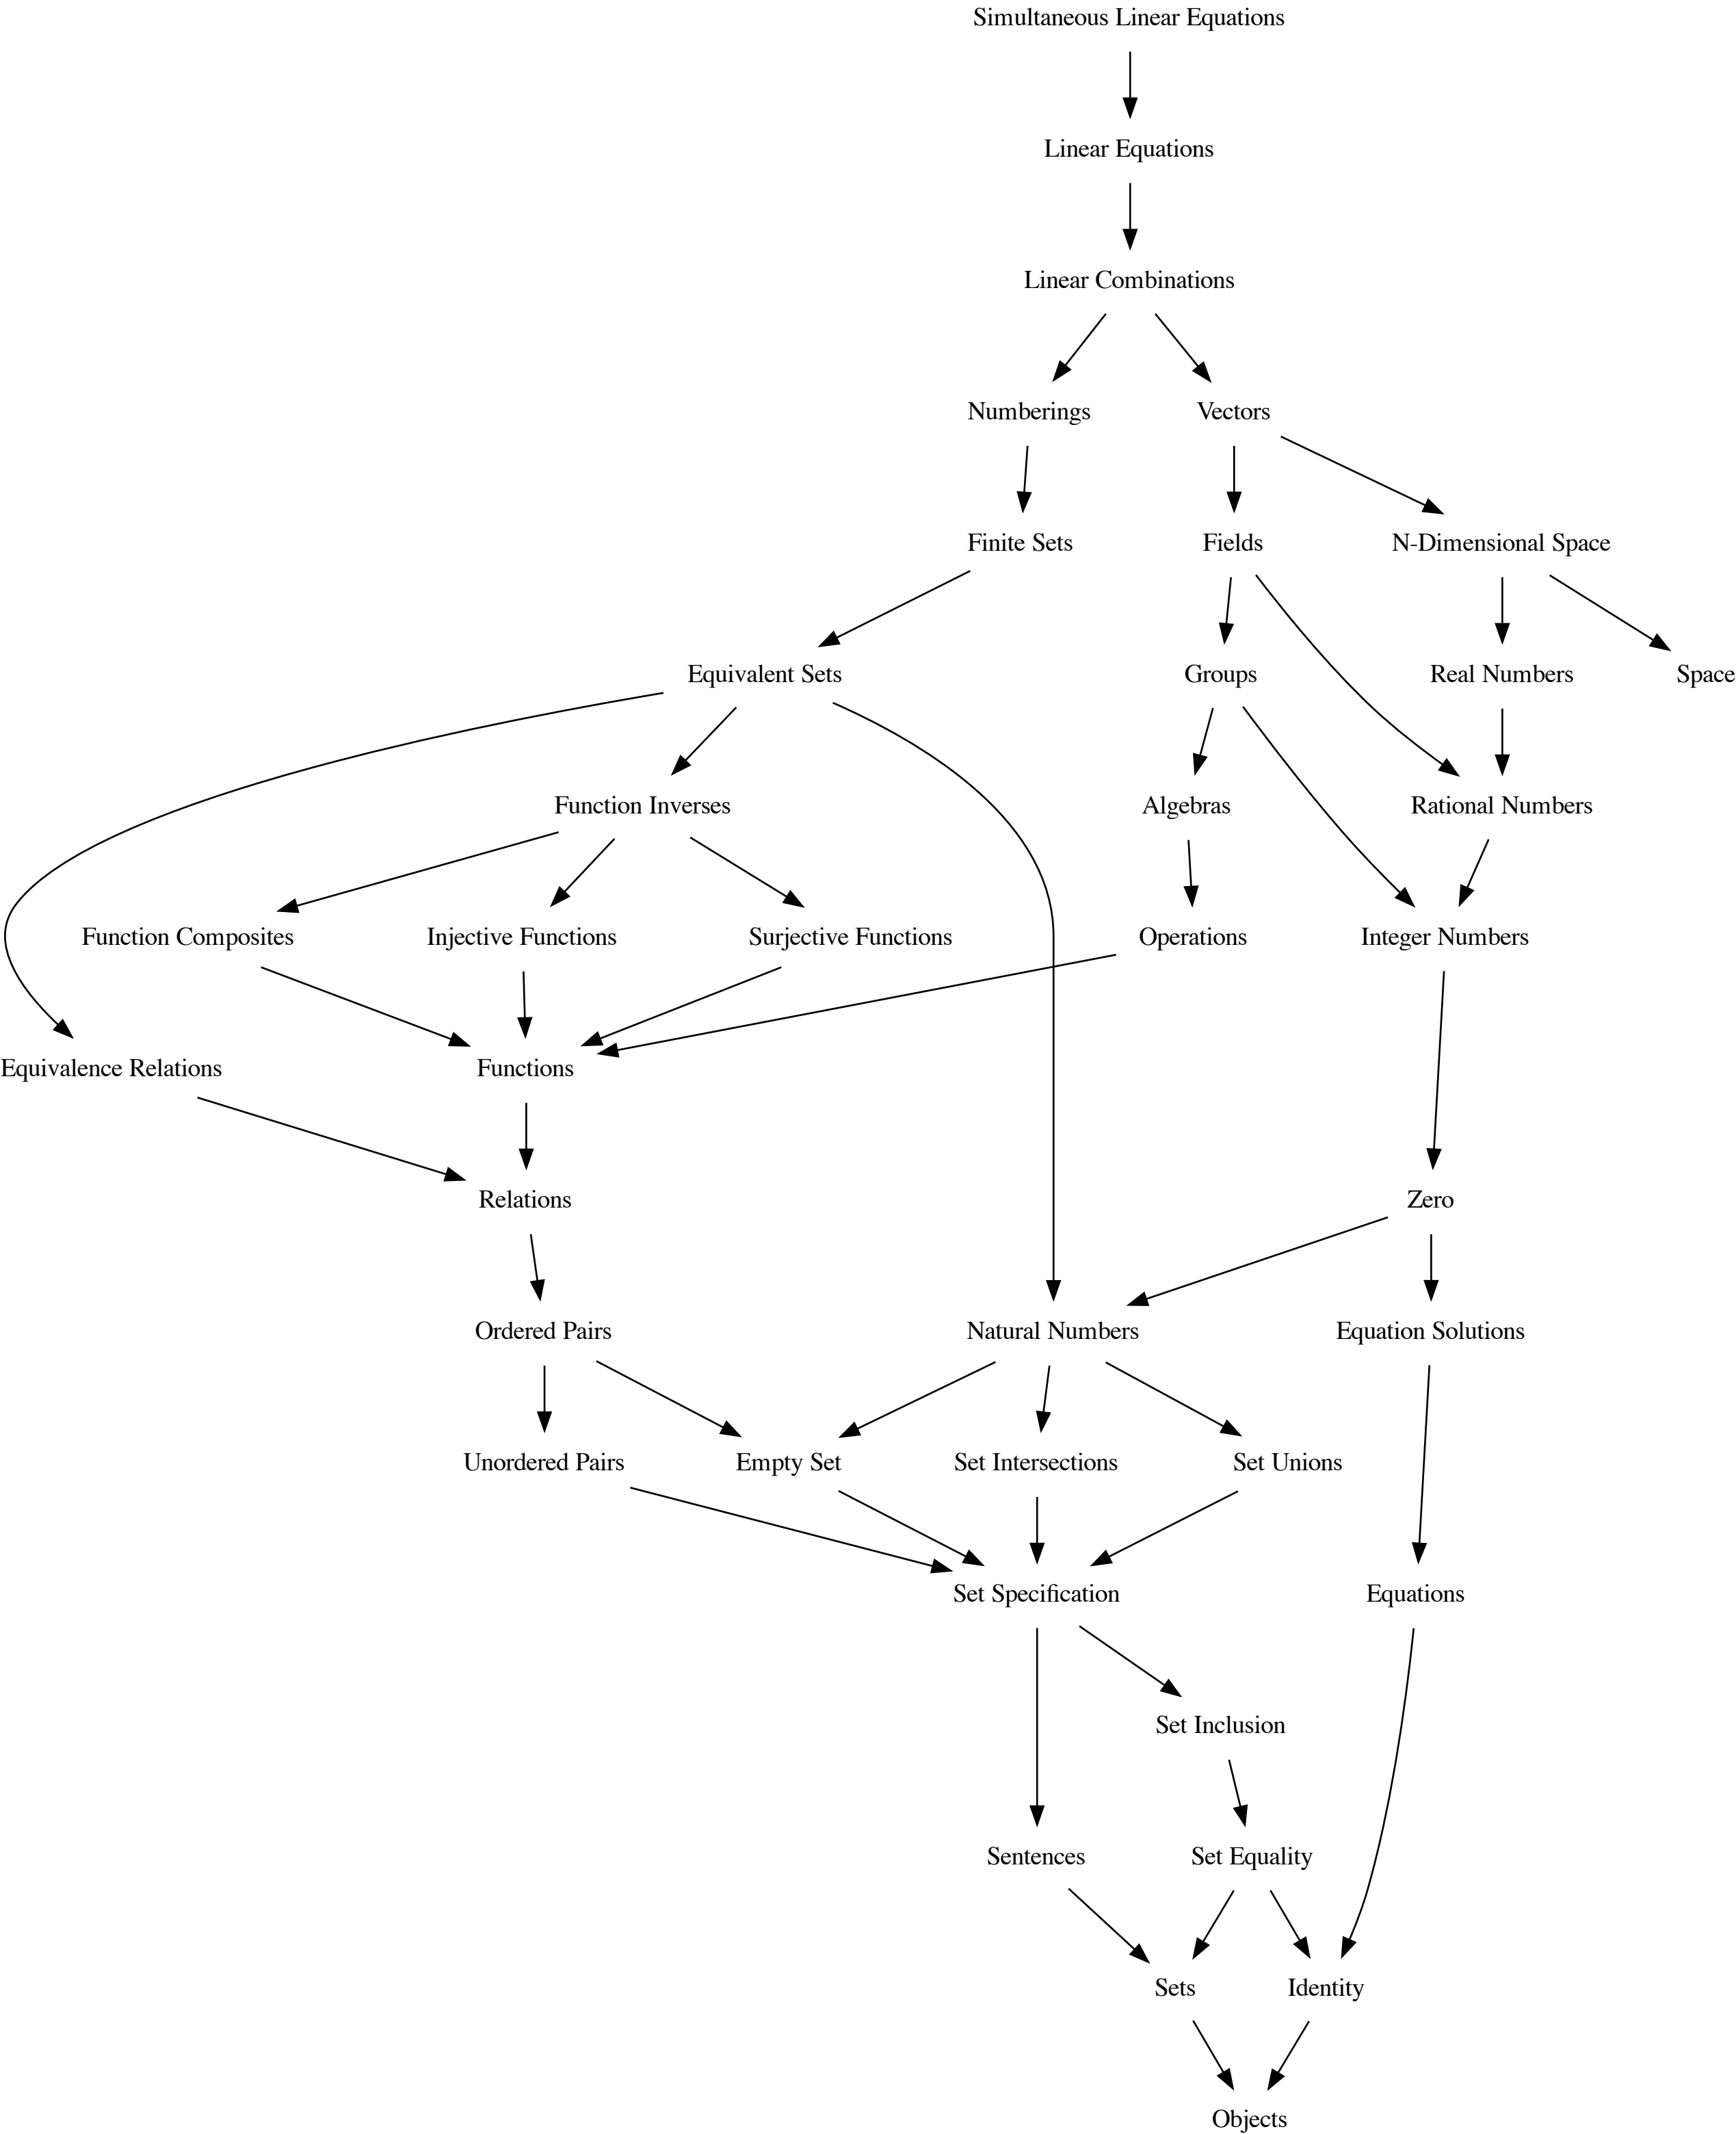 Simultaneous Linear Equations
Linear Equations
Linear Combinations
Numberings
Vectors
Finite Sets
Fields
N-Dimensional Space
Equivalent Sets
Groups
Real Numbers
Space
Function Inverses
Algebras
Rational Numbers
Function Composites
Injective Functions
Surjective Functions
Operations
Integer Numbers
Equivalence Relations
Functions
Relations
Zero
Ordered Pairs
Natural Numbers
Equation Solutions
Unordered Pairs
Empty Set
Set Intersections
Set Unions
Set Specification
Equations
Set Inclusion
Sentences
Set Equality
Sets
Identity
Objects